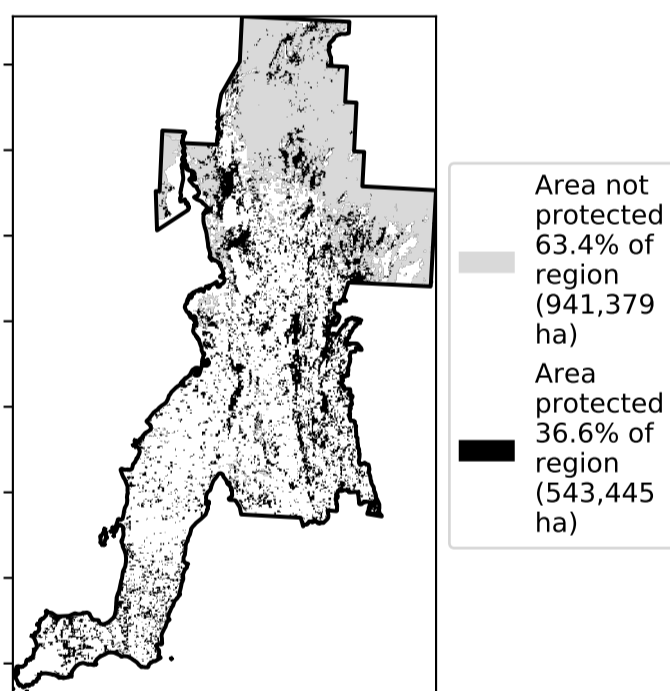 Area not
protected
63.4% of
region
(941,379
ha)
Area
protected
36.6% of
region
(543,445
ha)